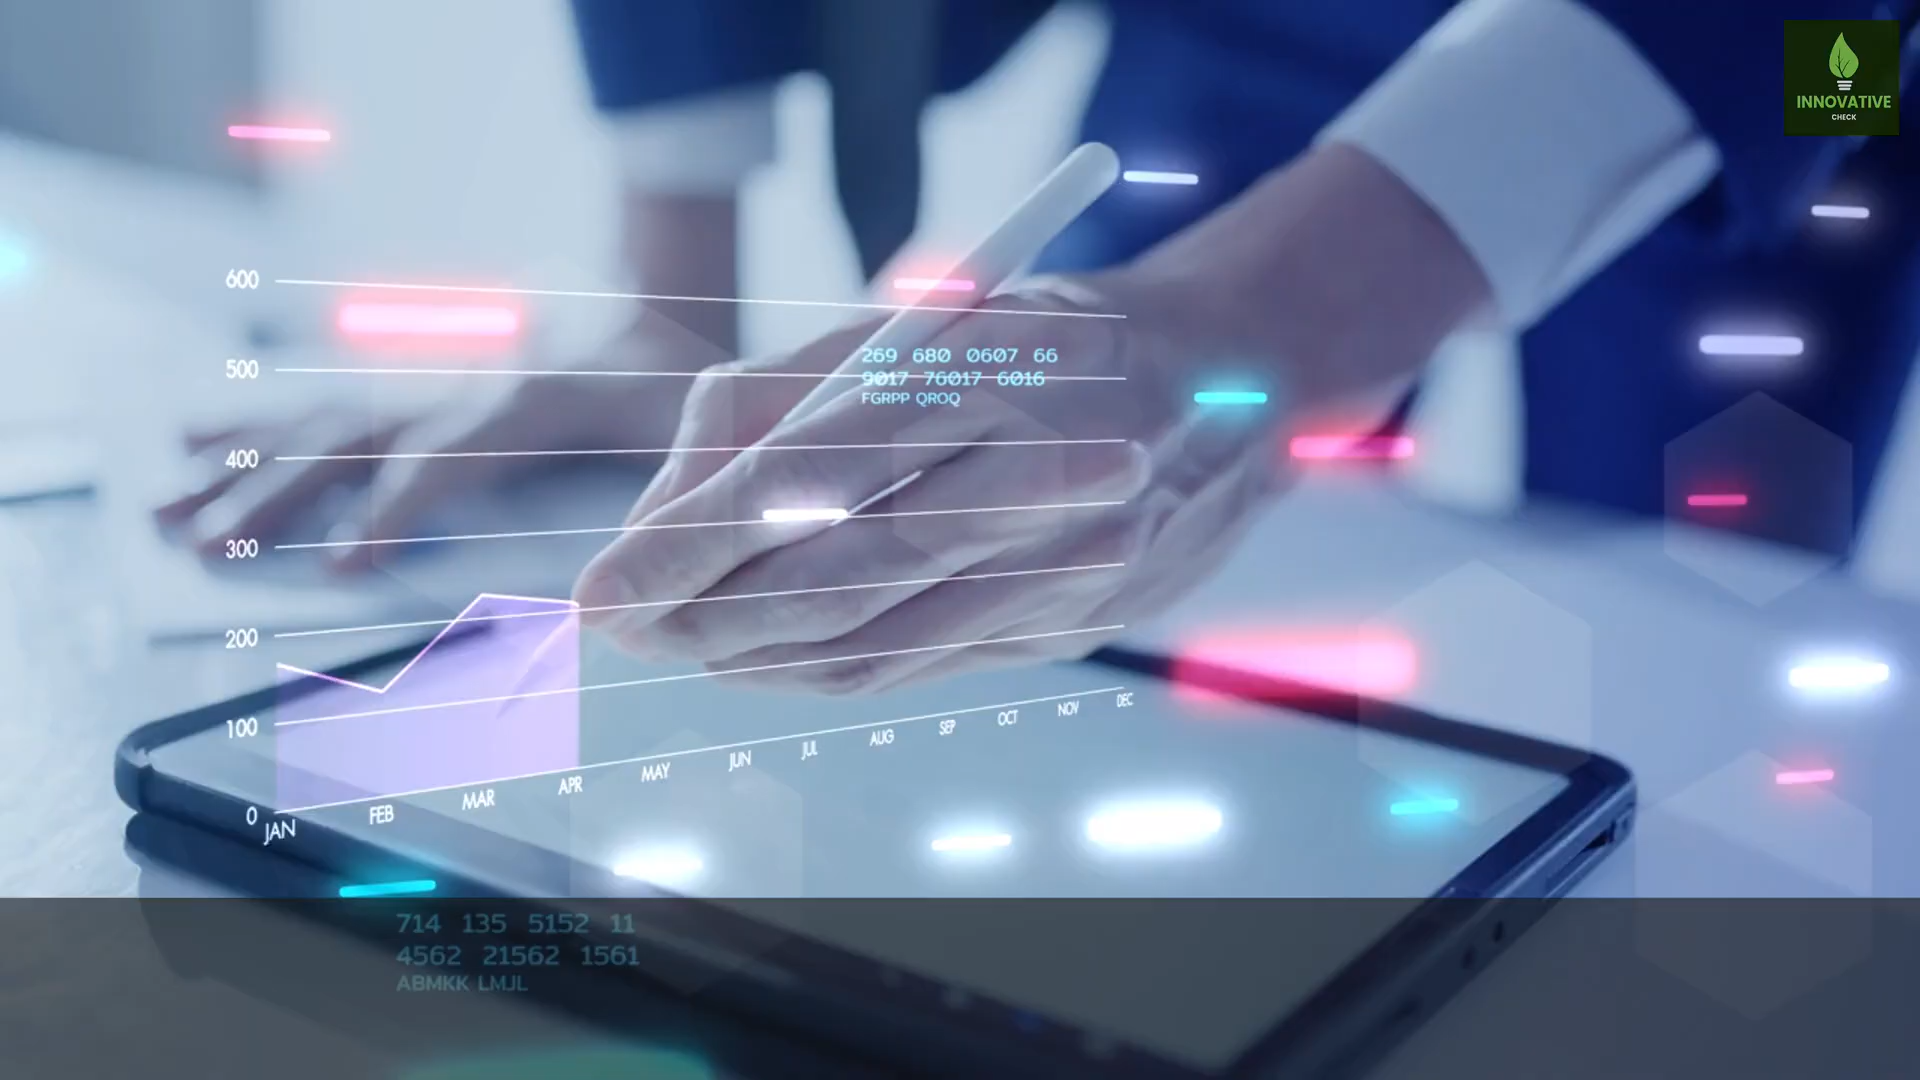 INNOVATIVE
CHECK
600
500
400
300
200
100
0
269 680 0607 66
9017 76017 6016
FGRPP QROQ
JAN FEB MAR APR MAY JUN JUL AUG SEP OCT NOV DEC
714 135 5152 11
4562 21562 1561
ABMKK LMJL